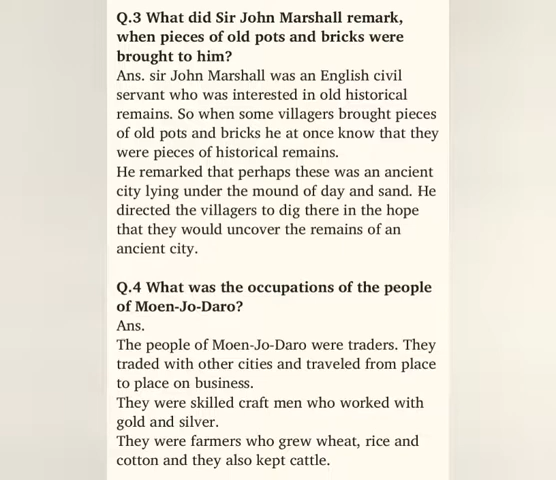 Q.3 What did Sir John Marshall remark,
when pieces of old pots and bricks were
brought to him?
Ans. sir John Marshall was an English civil
servant who was interested in old historical
remains. So when some villagers brought pieces
of old pots and bricks he at once know that they
were pieces of historical remains.
He remarked that perhaps these was an ancient
city lying under the mound of day and sand. He
directed the villagers to dig there in the hope
that they would uncover the remains of an
ancient city.
Q.4 What was the occupations of the people
of Moen-Jo-Daro?
Ans.
The people of Moen-Jo-Daro were traders. They
traded with other cities and traveled from place
to place on business.
They were skilled craft men who worked with
gold and silver.
They were farmers who grew wheat, rice and
cotton and they also kept cattle.